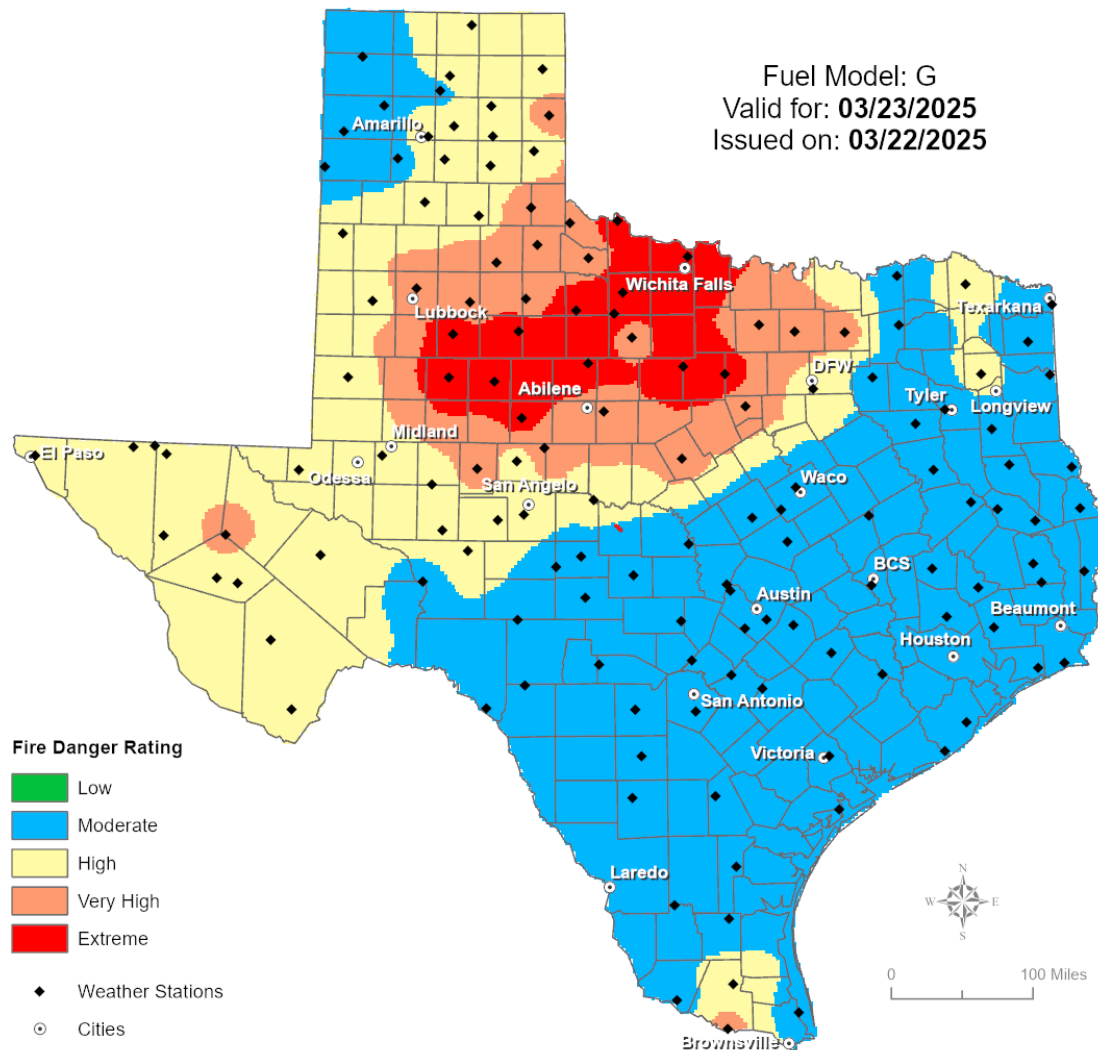 Fuel Model: G
Valid for: 03/23/2025
Issued on: 03/22/2025
Amarillo
Wichita Falls
Lubbock
Texarkana
DFW
Abilene
Tyler
Longview
Midland
El Paso
Odessa
San Angelo
Waco
BCS
Austin
Beaumont
Houston
San Antonio
Victoria
Laredo
Brownsville
Fire Danger Rating
Low
Moderate
High
Very High
Extreme
Weather Stations
Cities
N
W E
S
0 100 Miles